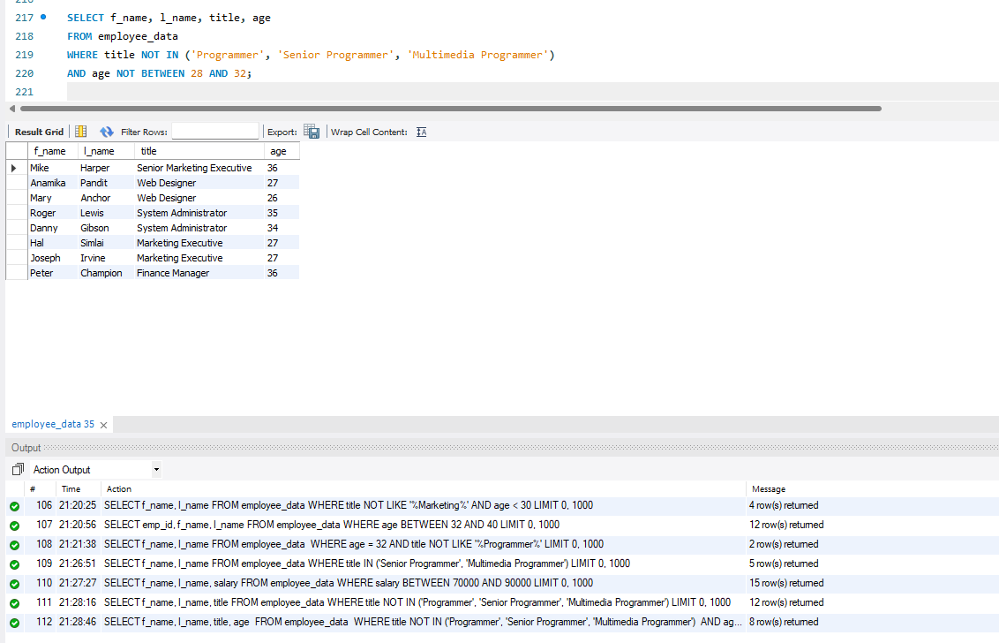 217 SELECT f_name, l_name, title, age
218 FROM employee_data
219 WHERE title NOT IN ('Programmer', 'Senior Programmer', 'Multimedia Programmer')
220 AND age NOT BETWEEN 28 AND 32;
221
Result Grid Filter Rows: Export: Wrap Cell Content: IA
f_name l_name title age
Mike Harper Senior Marketing Executive 36
Anamika Pandit Web Designer 27
Mary Anchor Web Designer 26
Roger Lewis System Administrator 35
Danny Gibson System Administrator 34
Hal Simlai Marketing Executive 27
Joseph Irvine Marketing Executive 27
Peter Champion Finance Manager 36
employee_data 35
Output
Action Output
# Time Action Message
106 21:20:25 SELECT f_name, l_name FROM employee_data WHERE title NOT LIKE '%Marketing%' AND age < 30 LIMIT 0, 1000 4 row(s) returned
107 21:20:56 SELECT emp_id, f_name, l_name FROM employee_data WHERE age BETWEEN 32 AND 40 LIMIT 0, 1000 12 row(s) returned
108 21:21:38 SELECT f_name, l_name FROM employee_data  WHERE age = 32 AND title NOT LIKE '%Programmer%' LIMIT 0, 1000 2 row(s) returned
109 21:26:51 SELECT f_name, l_name FROM employee_data WHERE title IN ('Senior Programmer', 'Multimedia Programmer') LIMIT 0, 1000 5 row(s) returned
110 21:27:27 SELECT f_name, l_name, salary FROM employee_data WHERE salary BETWEEN 70000 AND 90000 LIMIT 0, 1000 15 row(s) returned
111 21:28:16 SELECT f_name, l_name, title FROM employee_data WHERE title NOT IN ('Programmer', 'Senior Programmer', 'Multimedia Programmer') LIMIT 0, 1000 12 row(s) returned
112 21:28:46 SELECT f_name, l_name, title, age  FROM employee_data  WHERE title NOT IN ('Programmer', 'Senior Programmer', 'Multimedia Programmer')  AND ag... 8 row(s) returned